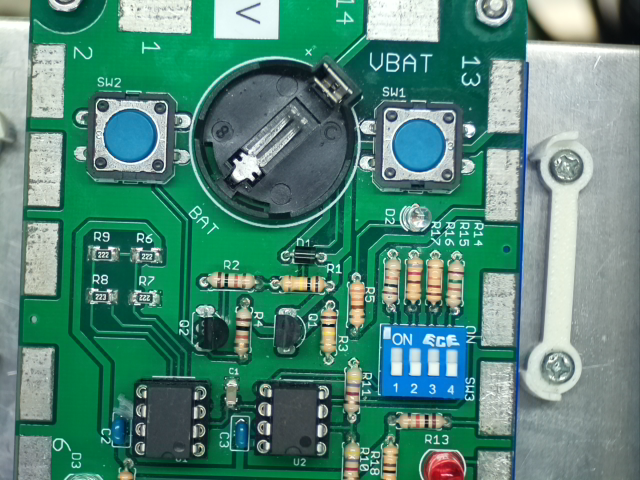 V
14
1
2
VBAT
13
SW2
SW1
BAT
D2
R17
R16
R15
R14
R9
R6
222
222
R8
R7
223
222
D1
R2
R1
R5
Q2
R4
Q1
R3
ON
ON ECE
1 2 3 4
SW3
C1
R11
C2
U1
C3
U2
R13
6
D3
R10
R18